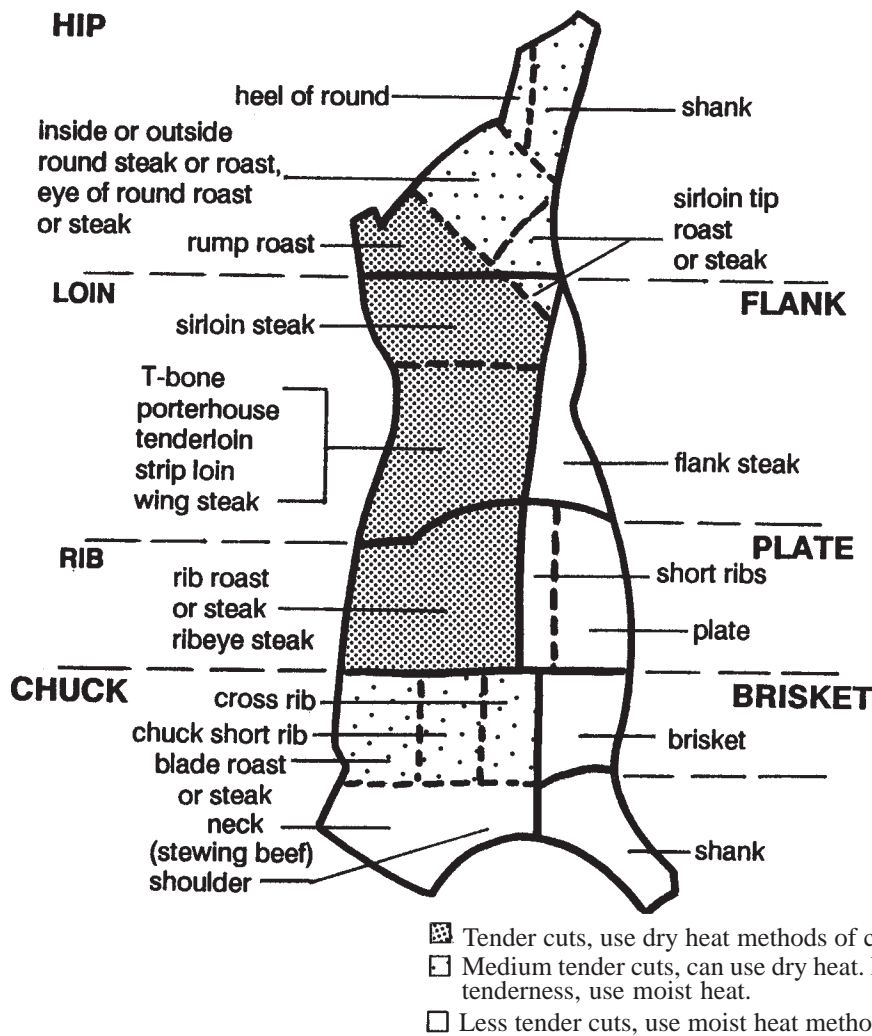 HIP
heel of round
shank
inside or outside
round steak or roast,
eye of round roast
or steak
sirloin tip
roast
or steak
rump roast
LOIN
FLANK
sirloin steak
T-bone
porterhouse
tenderloin
strip loin
wing steak
flank steak
RIB
PLATE
rib roast
or steak
ribeye steak
short ribs
plate
CHUCK
BRISKET
cross rib
chuck short rib
blade roast
or steak
brisket
neck
(stewing beef)
shoulder
shank
Tender cuts, use dry heat methods of
Medium tender cuts, can use dry heat.
tenderness, use moist heat.
Less tender cuts, use moist heat